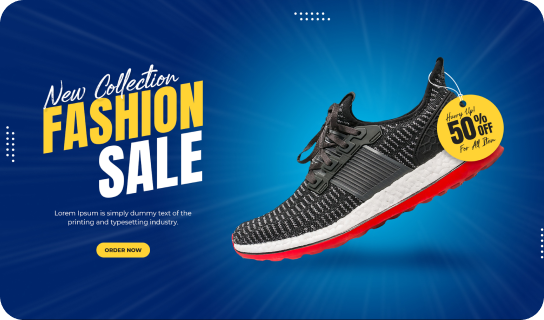 New Collection
FASHION
SALE
Lorem Ipsum is simply dummy text of the
printing and typesetting industry.
ORDER NOW
Hurry Up!
50% OFF
For All Item